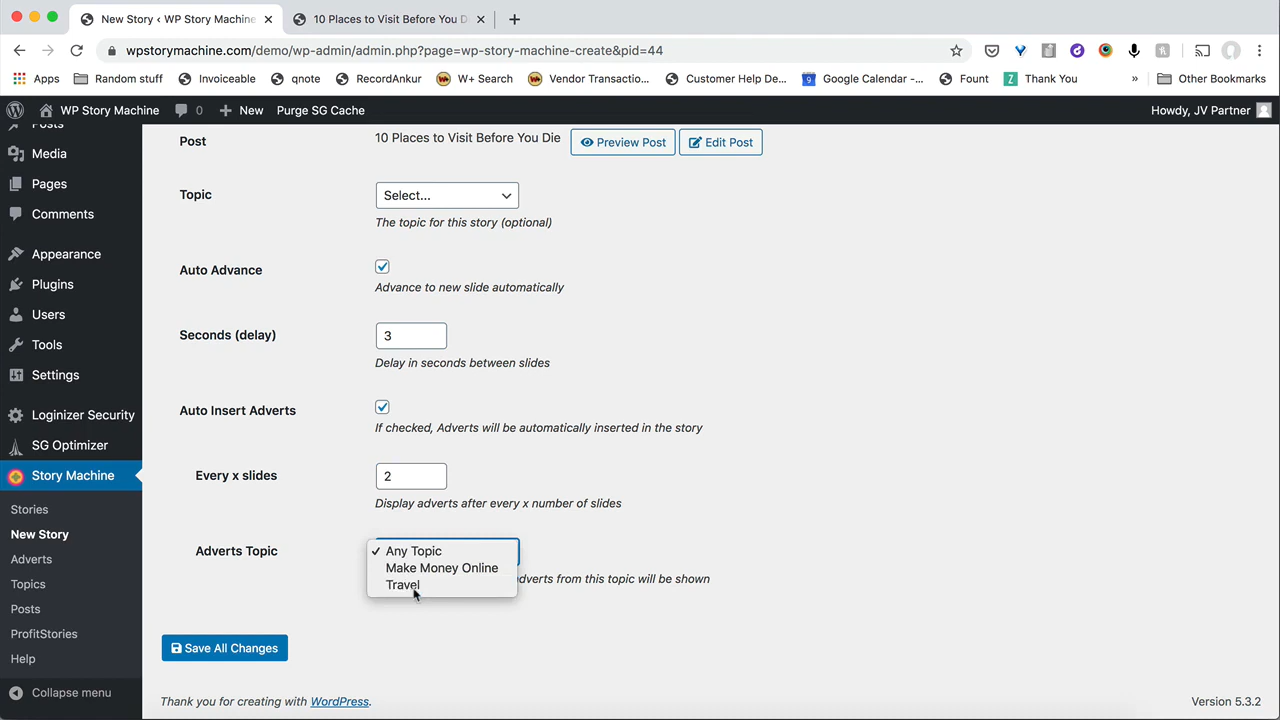 New Story ‹ WP Story Machine
10 Places to Visit Before You D
wpstorymachine.com/demo/wp-admin/admin.php?page=wp-story-machine-create&pid=44
Apps
Random stuff
Invoiceable
qnote
RecordAnkur
W+ Search
Vendor Transactio...
Customer Help De...
Google Calendar -...
Fount
Thank You
»
Other Bookmarks
WP Story Machine
0
New
Purge SG Cache
Howdy, JV Partner
Posts
Media
Pages
Comments
Appearance
Plugins
Users
Tools
Settings
Loginizer Security
SG Optimizer
Story Machine
Stories
New Story
Adverts
Topics
Posts
ProfitStories
Help
Collapse menu
Post
10 Places to Visit Before You Die
Preview Post
Edit Post
Topic
Select...
The topic for this story (optional)
Auto Advance
Advance to new slide automatically
Seconds (delay)
3
Delay in seconds between slides
Auto Insert Adverts
If checked, Adverts will be automatically inserted in the story
Every x slides
2
Display adverts after every x number of slides
Adverts Topic
✓ Any Topic
Make Money Online
Travel
adverts from this topic will be shown
Save All Changes
Thank you for creating with WordPress.
Version 5.3.2